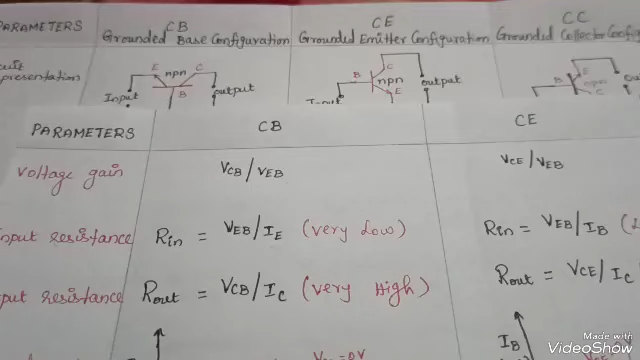 PARAMETERS CB CE CC
Grounded Base Configuration Grounded Emitter Configuration Grounded Collector
E npn C B
Input output
B npn C E
output
B E npn C
PARAMETERS CB CE
Voltage gain VCB/VEB VCE/VEB
Input resistance Rin = VEB/IE (very Low) Rin = VEB/IB
resistance Rout = VCB/IC (very High) Rout = VCE/IC
IB
Made with
VideoShow